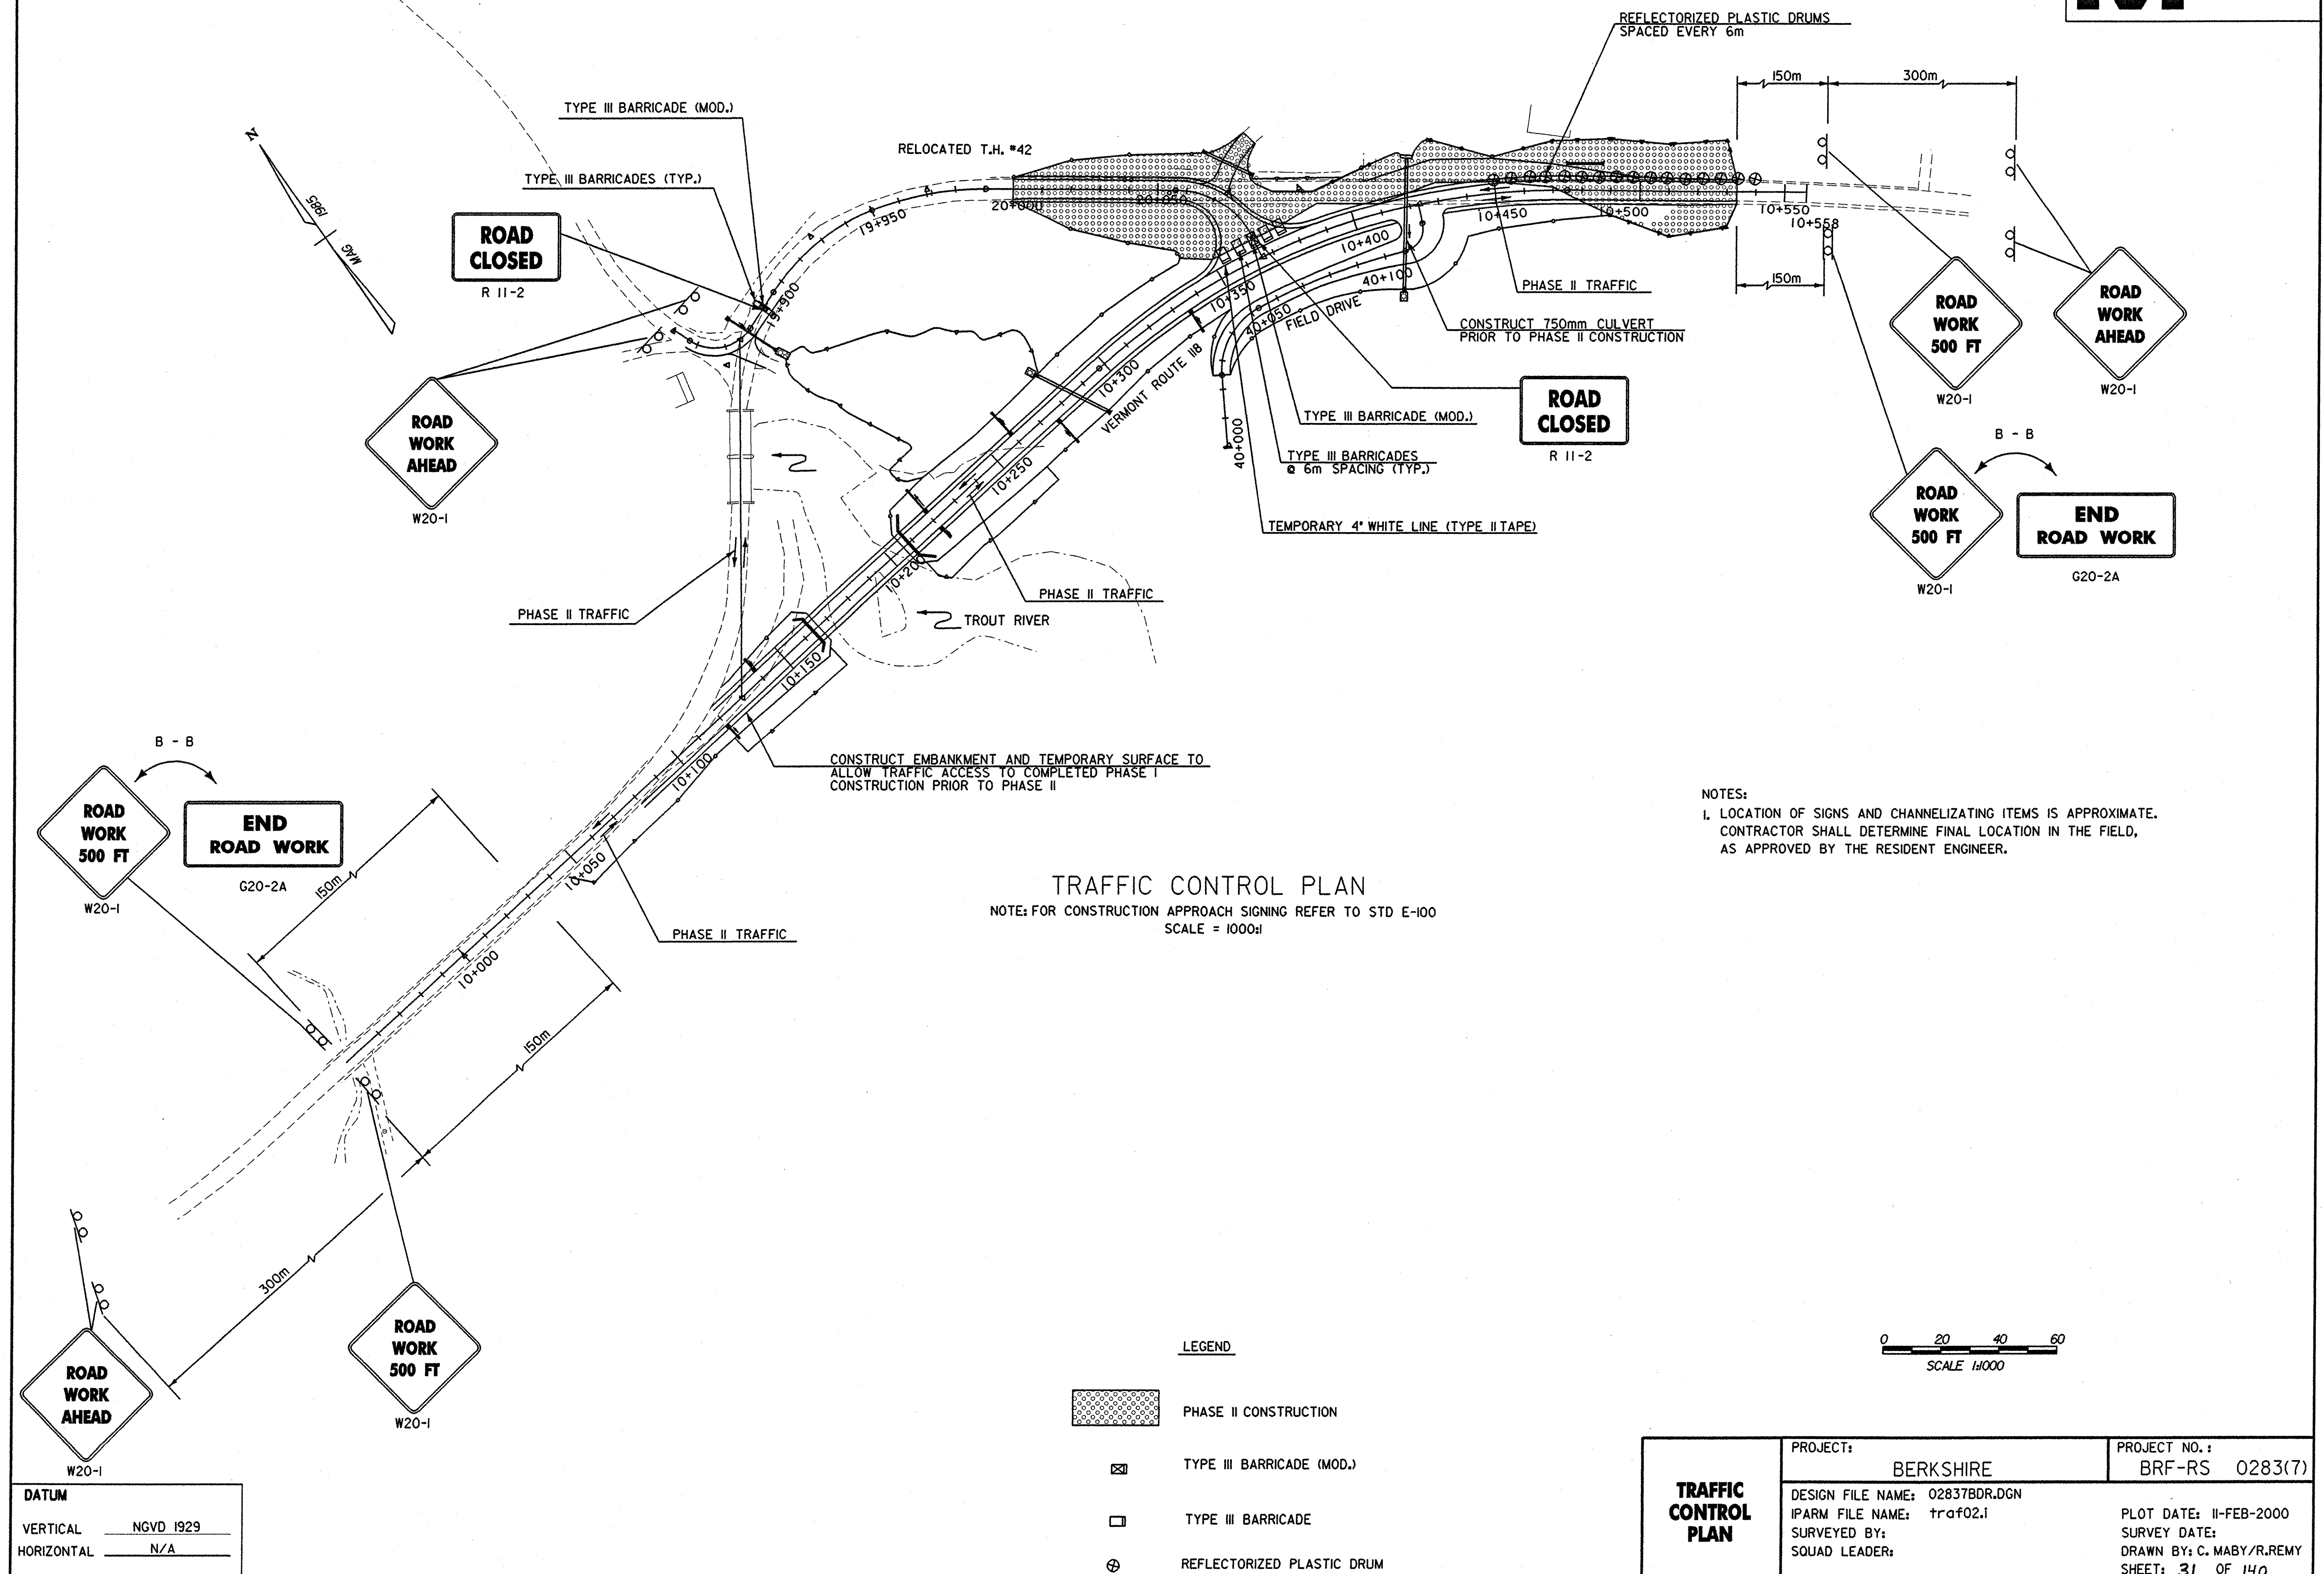 REFLECTORIZED PLASTIC DRUMS
SPACED EVERY 6m
150m
300m
TYPE III BARRICADE (MOD.)
N
1985
MAG
RELOCATED T.H. #42
TYPE III BARRICADES (TYP.)
ROAD
CLOSED
R 11-2
19+950
19+900
20+000
20+050
10+450
10+500
10+550
10+558
10+400
40+100
10+350
40+050
FIELD DRIVE
150m
PHASE II TRAFFIC
CONSTRUCT 750mm CULVERT
PRIOR TO PHASE II CONSTRUCTION
ROAD
WORK
500 FT
W20-1
ROAD
WORK
AHEAD
W20-1
10+300
VERMONT ROUTE 118
40+000
TYPE III BARRICADE (MOD.)
ROAD
CLOSED
R 11-2
TYPE III BARRICADES
@ 6m SPACING (TYP.)
TEMPORARY 4" WHITE LINE (TYPE II TAPE)
ROAD
WORK
AHEAD
W20-1
B - B
ROAD
WORK
500 FT
W20-1
END
ROAD WORK
G20-2A
10+250
10+200
PHASE II TRAFFIC
PHASE II TRAFFIC
TROUT RIVER
10+150
10+100
CONSTRUCT EMBANKMENT AND TEMPORARY SURFACE TO
ALLOW TRAFFIC ACCESS TO COMPLETED PHASE I
CONSTRUCTION PRIOR TO PHASE II
B - B
ROAD
WORK
500 FT
W20-1
END
ROAD WORK
G20-2A
150m
10+050
PHASE II TRAFFIC
10+000
150m
300m
NOTES:
1. LOCATION OF SIGNS AND CHANNELIZATING ITEMS IS APPROXIMATE.
CONTRACTOR SHALL DETERMINE FINAL LOCATION IN THE FIELD,
AS APPROVED BY THE RESIDENT ENGINEER.
TRAFFIC CONTROL PLAN
NOTE: FOR CONSTRUCTION APPROACH SIGNING REFER TO STD E-100
SCALE = 1000:1
ROAD
WORK
AHEAD
W20-1
ROAD
WORK
500 FT
W20-1
LEGEND
PHASE II CONSTRUCTION
TYPE III BARRICADE (MOD.)
TYPE III BARRICADE
REFLECTORIZED PLASTIC DRUM
0 20 40 60
SCALE 1:1000
DATUM
VERTICAL NGVD 1929
HORIZONTAL N/A
TRAFFIC
CONTROL
PLAN
PROJECT:
BERKSHIRE
PROJECT NO.:
BRF-RS 0283(7)
DESIGN FILE NAME: 02837BDR.DGN
IPARM FILE NAME: traf02.i
SURVEYED BY:
SQUAD LEADER:
PLOT DATE: 11-FEB-2000
SURVEY DATE:
DRAWN BY: C. MABY/R.REMY
SHEET: 31 OF 140